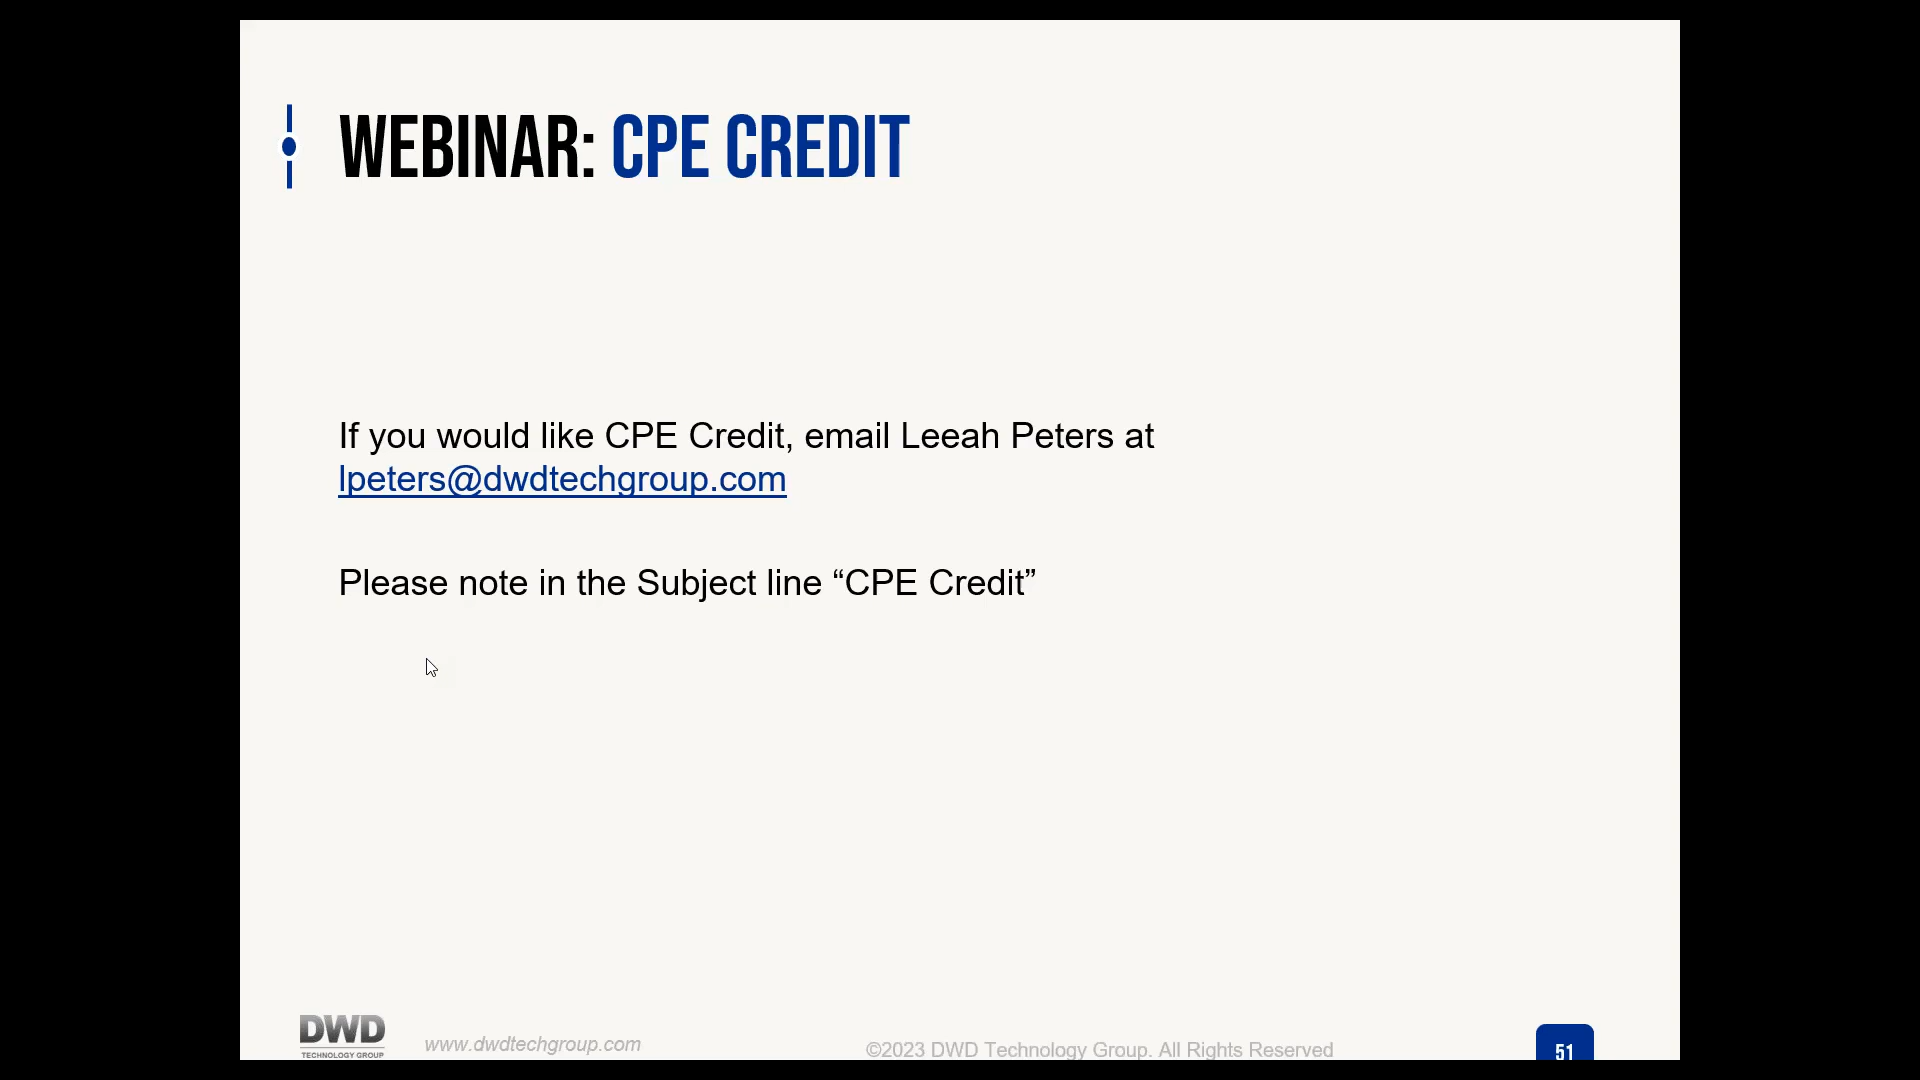 WEBINAR: CPE CREDIT
If you would like CPE Credit, email Leeah Peters at
lpeters@dwdtechgroup.com
Please note in the Subject line “CPE Credit”
DWD
TECHNOLOGY GROUP
www.dwdtechgroup.com
©2023 DWD Technology Group. All Rights Reserved
51